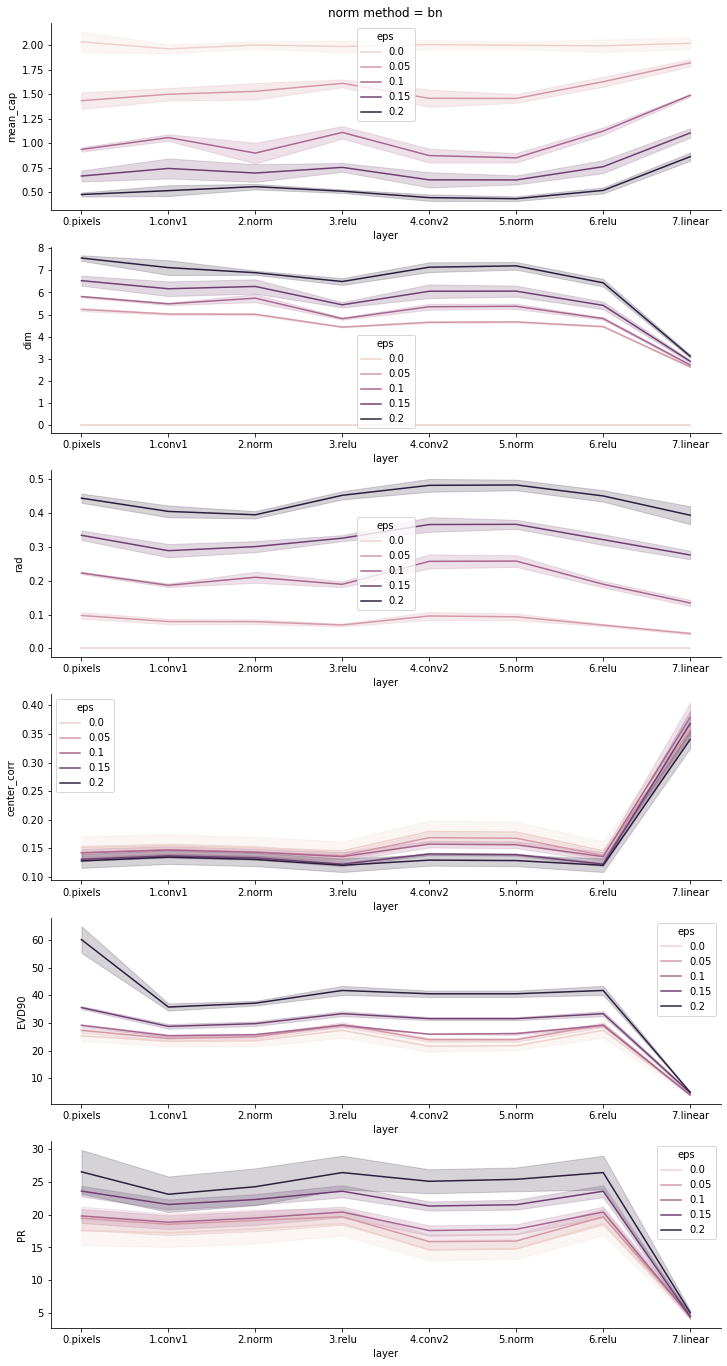 norm method = bn
mean_cap
2.00
1.75
1.50
1.25
1.00
0.75
0.50
eps
0.0
0.05
0.1
0.15
0.2
0.pixels 1.conv1 2.norm 3.relu 4.conv2 5.norm 6.relu 7.linear
layer
dim
8
7
6
5
4
3
2
1
0
eps
0.0
0.05
0.1
0.15
0.2
0.pixels 1.conv1 2.norm 3.relu 4.conv2 5.norm 6.relu 7.linear
layer
rad
0.5
0.4
0.3
0.2
0.1
0.0
eps
0.0
0.05
0.1
0.15
0.2
0.pixels 1.conv1 2.norm 3.relu 4.conv2 5.norm 6.relu 7.linear
layer
center_corr
0.40
0.35
0.30
0.25
0.20
0.15
0.10
eps
0.0
0.05
0.1
0.15
0.2
0.pixels 1.conv1 2.norm 3.relu 4.conv2 5.norm 6.relu 7.linear
layer
EVD90
60
50
40
30
20
10
eps
0.0
0.05
0.1
0.15
0.2
0.pixels 1.conv1 2.norm 3.relu 4.conv2 5.norm 6.relu 7.linear
layer
PR
30
25
20
15
10
5
eps
0.0
0.05
0.1
0.15
0.2
0.pixels 1.conv1 2.norm 3.relu 4.conv2 5.norm 6.relu 7.linear
layer